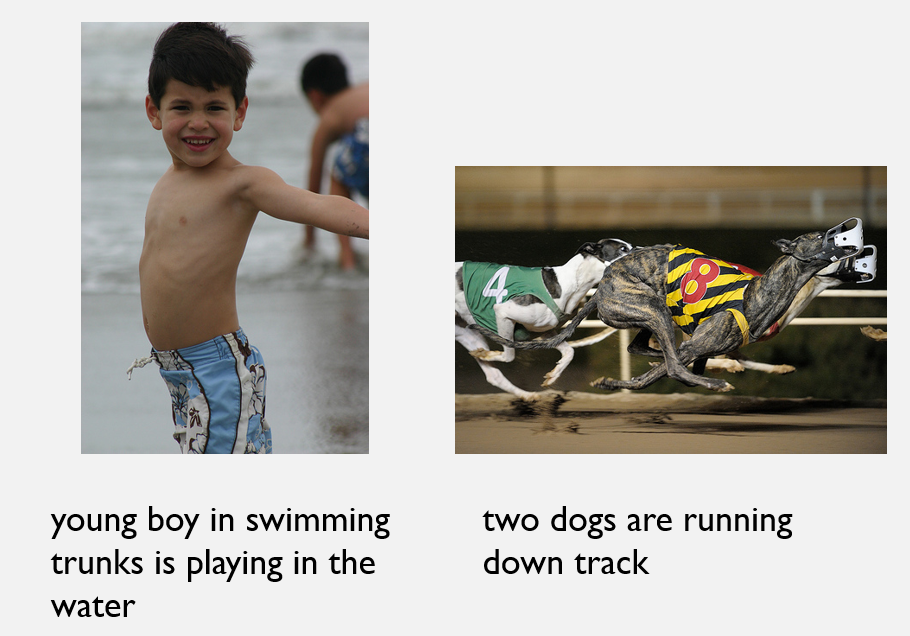 4
8
young boy in swimming
trunks is playing in the
water
two dogs are running
down track